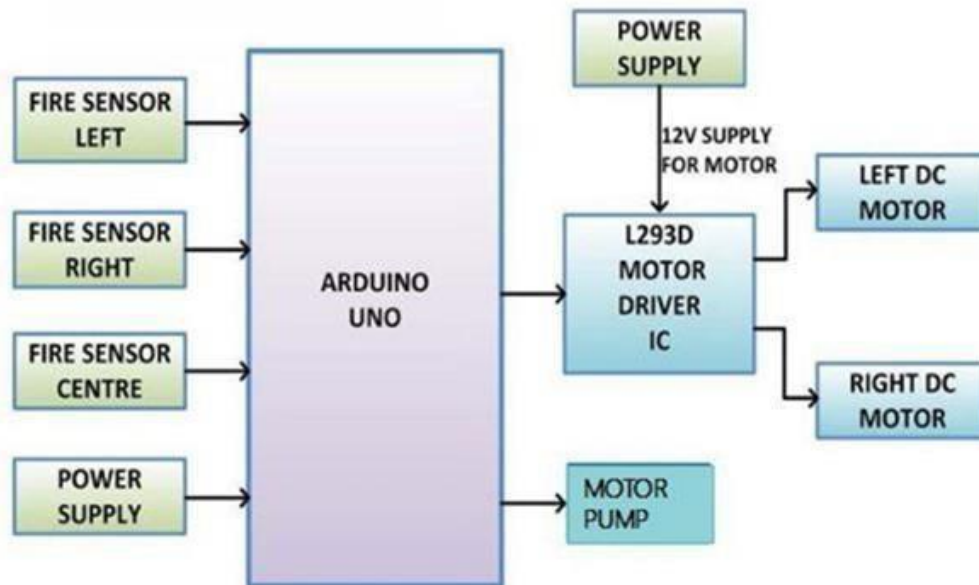 FIRE SENSOR
LEFT
FIRE SENSOR
RIGHT
FIRE SENSOR
CENTRE
POWER
SUPPLY
ARDUINO
UNO
POWER
SUPPLY
12V SUPPLY
FOR MOTOR
L293D
MOTOR
DRIVER
IC
LEFT DC
MOTOR
RIGHT DC
MOTOR
MOTOR
PUMP